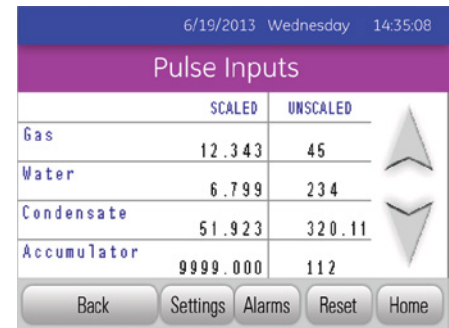 6/19/2013 Wednesday 14:35:08
Pulse Inputs
SCALED UNSCALED
Gas 12.343 45
Water 6.799 234
Condensate 51.923 320.11
Accumulator 9999.000 112
Back Settings Alarms Reset Home